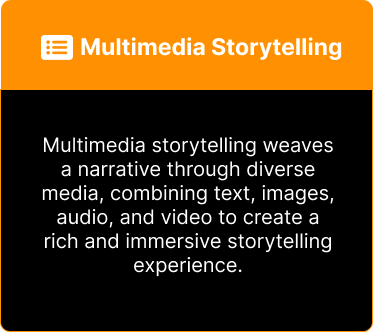 Multimedia Storytelling
Multimedia storytelling weaves
a narrative through diverse
media, combining text, images,
audio, and video to create a
rich and immersive storytelling
experience.